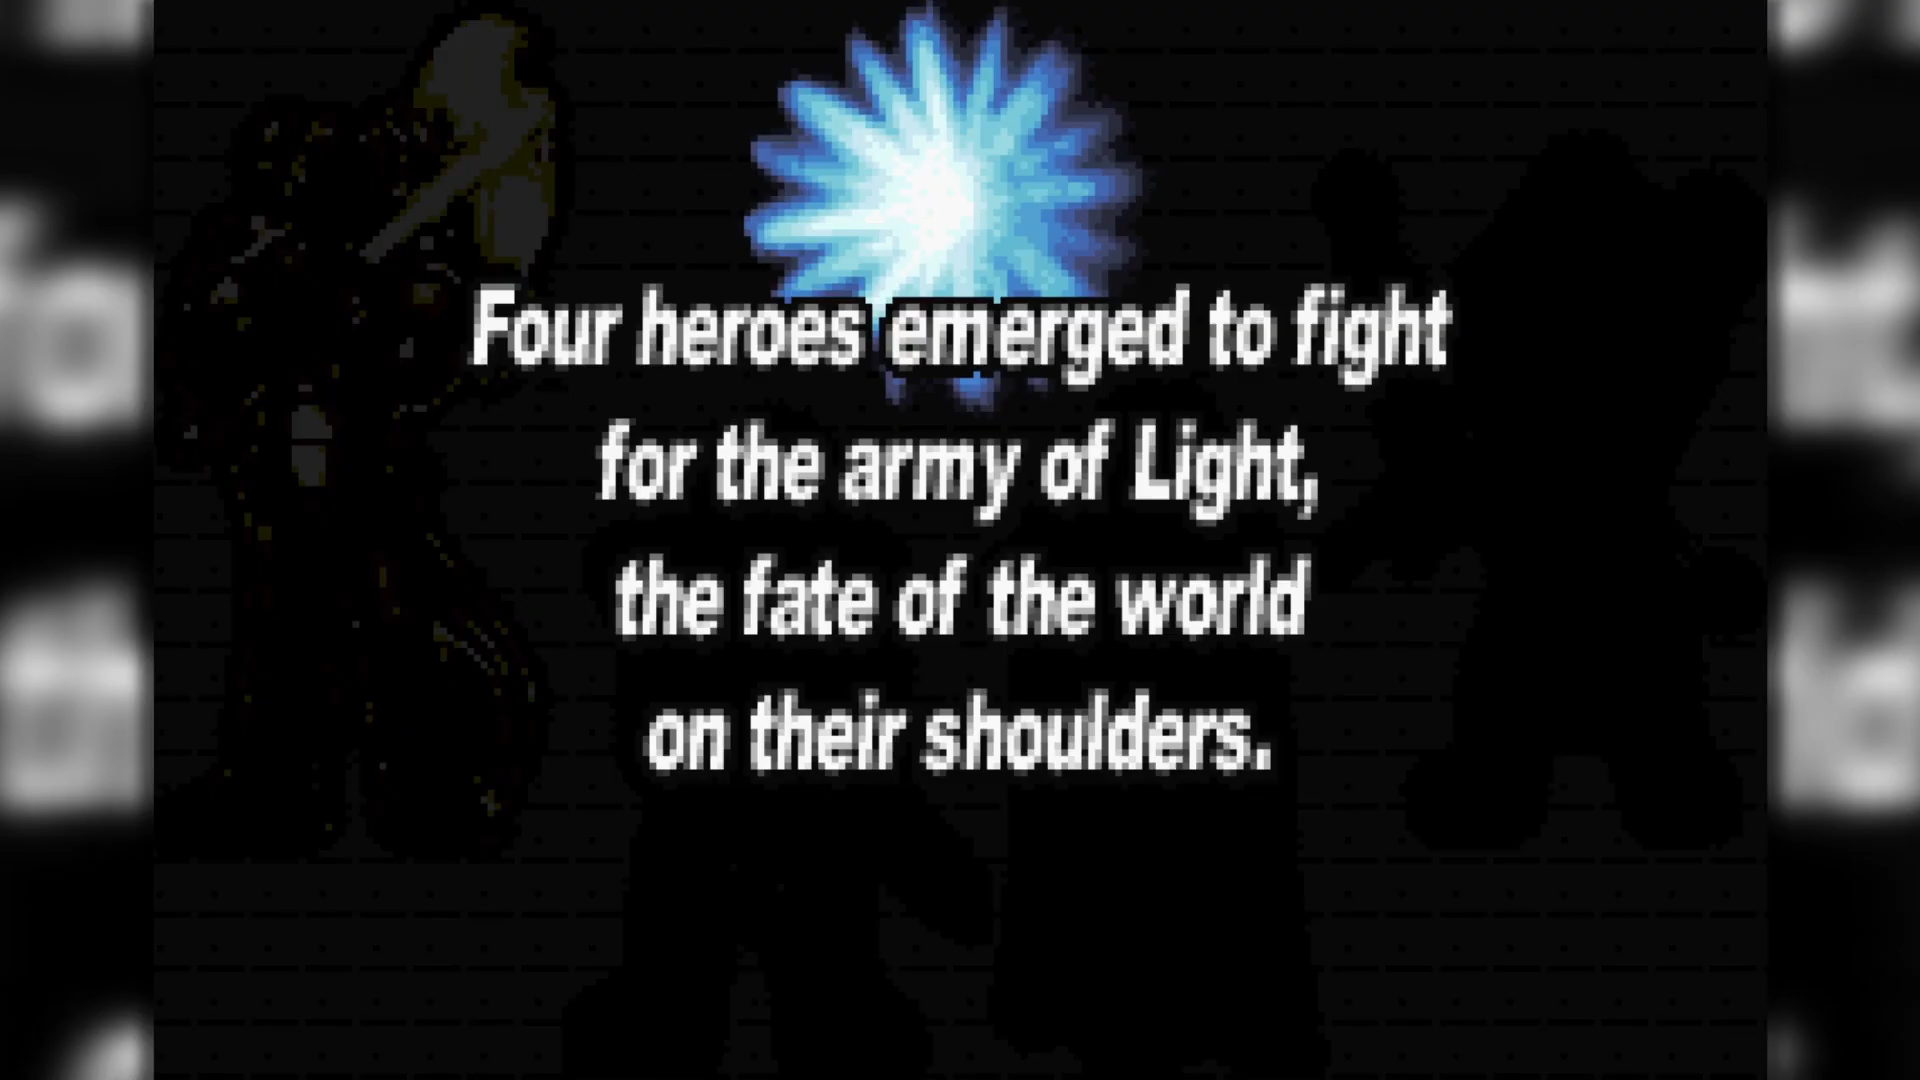 Four heroes emerged to fight
for the army of Light,
the fate of the world
on their shoulders.